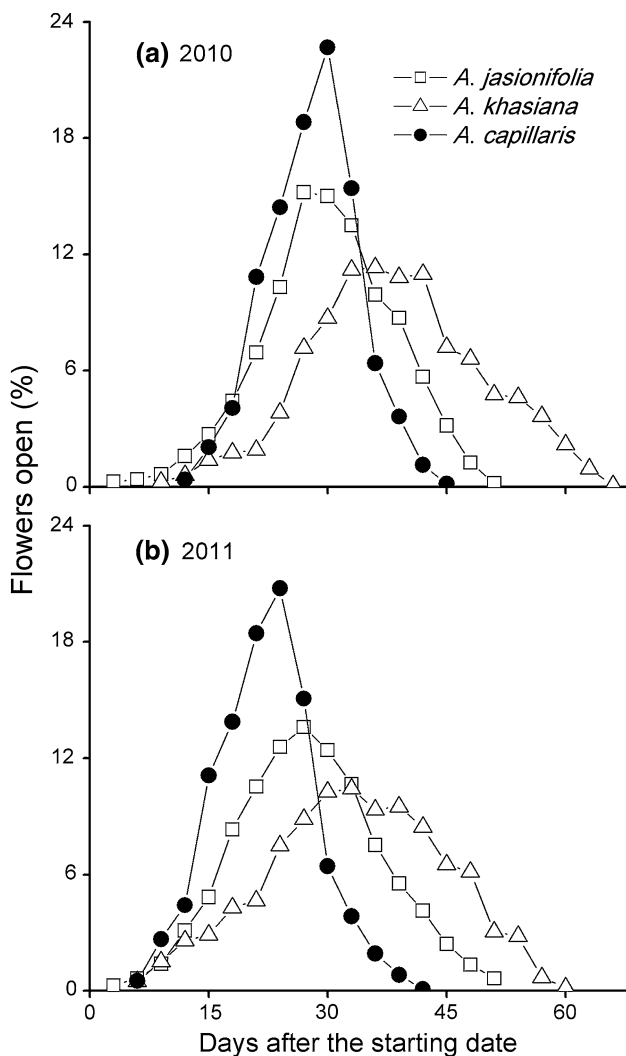 24
(a) 2010
A. jasionifolia
A. khasiana
A. capillaris
18
12
6
0
Flowers open (%)
24
(b) 2011
18
12
6
0
0 15 30 45 60
Days after the starting date